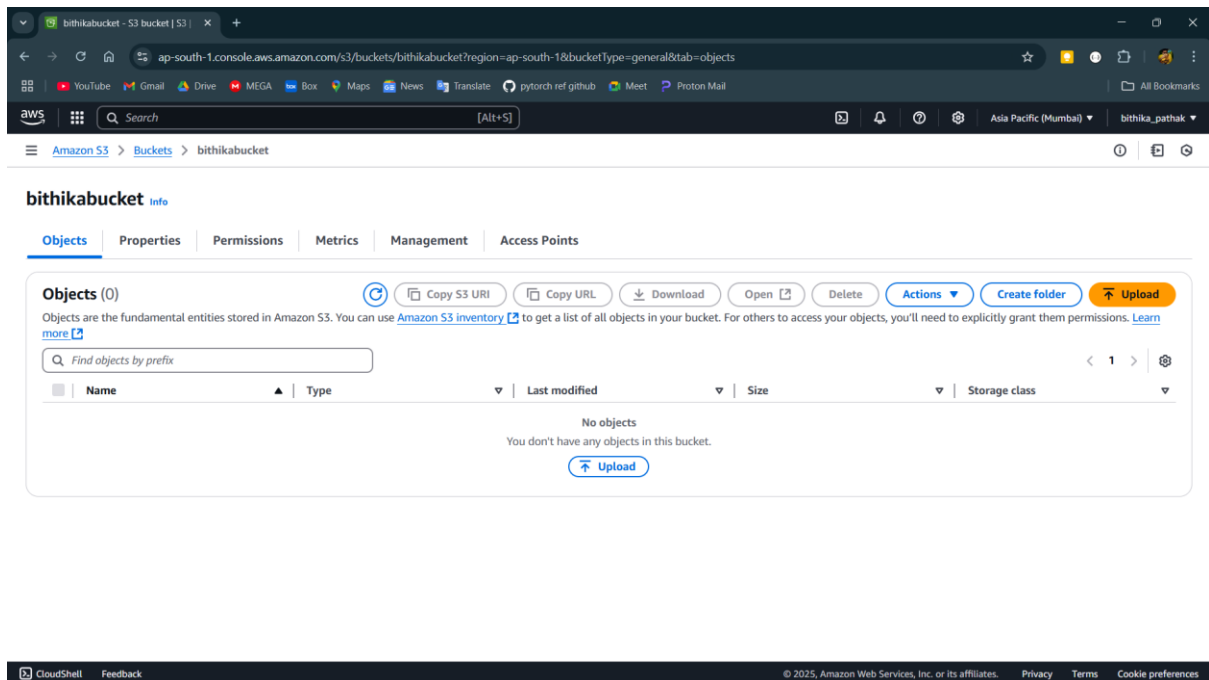 bithikabucket - S3 bucket | S3 |
ap-south-1.console.aws.amazon.com/s3/buckets/bithikabucket?region=ap-south-1&bucketType=general&tab=objects
YouTube Gmail Drive MEGA Box Maps News Translate pytorch ref github Meet Proton Mail All Bookmarks
aws Search [Alt+S] Asia Pacific (Mumbai) bithika_pathak
Amazon S3 > Buckets > bithikabucket
bithikabucket Info
Objects Properties Permissions Metrics Management Access Points
Objects (0) Copy S3 URI Copy URL Download Open Delete Actions Create folder Upload
Objects are the fundamental entities stored in Amazon S3. You can use Amazon S3 inventory to get a list of all objects in your bucket. For others to access your objects, you'll need to explicitly grant them permissions. Learn
more
Find objects by prefix < 1 >
Name Type Last modified Size Storage class
No objects
You don't have any objects in this bucket.
Upload
CloudShell Feedback © 2025, Amazon Web Services, Inc. or its affiliates. Privacy Terms Cookie preferences